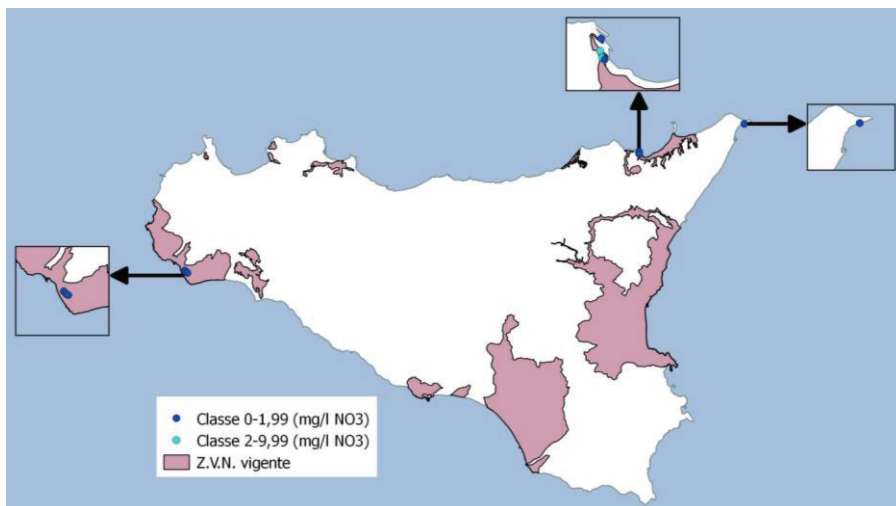 Classe 0-1,99 (mg/l NO3)
Classe 2-9,99 (mg/l NO3)
Z.V.N. vigente